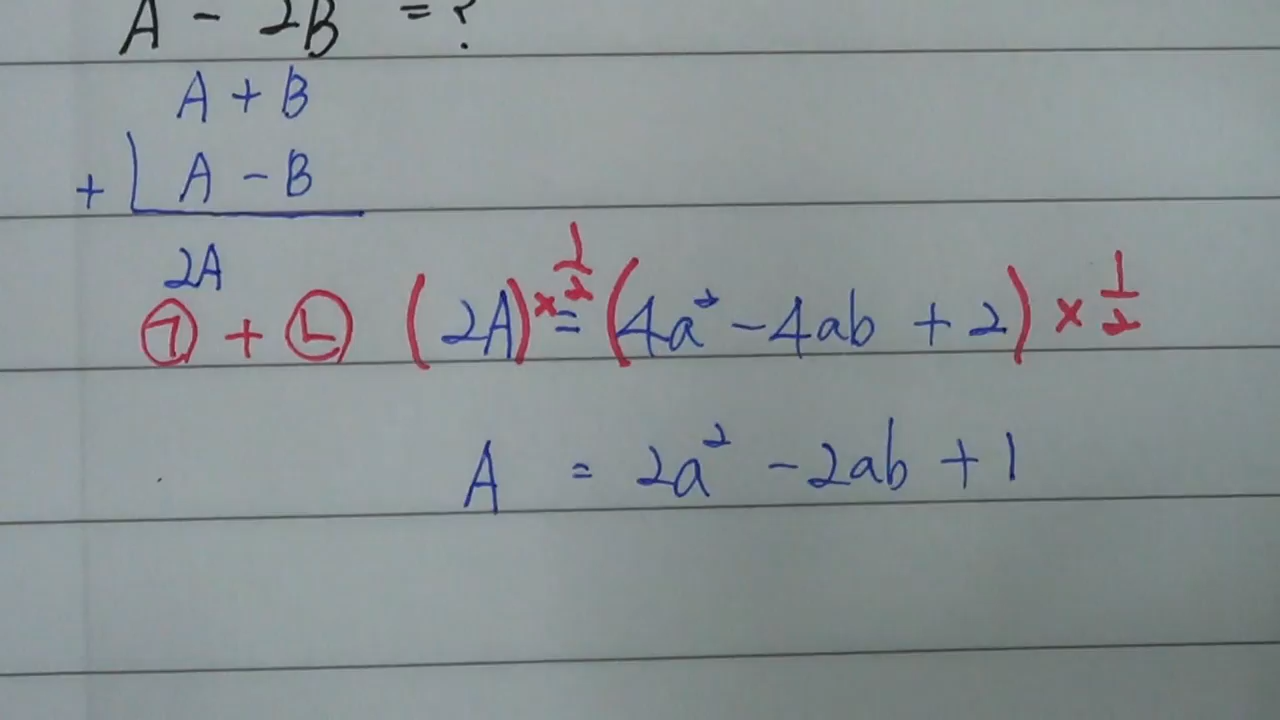 A - 2B = ?
A + B
+ A - B
2A
㉠ + ㉡ (2A) × 1/2 = (4a² - 4ab + 2) × 1/2
A = 2a² - 2ab + 1